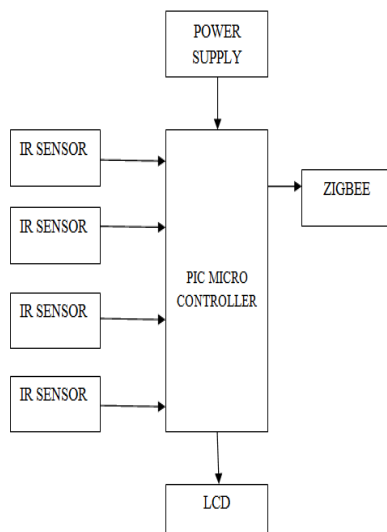 POWER
SUPPLY
IR SENSOR
IR SENSOR
IR SENSOR
IR SENSOR
PIC MICRO
CONTROLLER
ZIGBEE
LCD